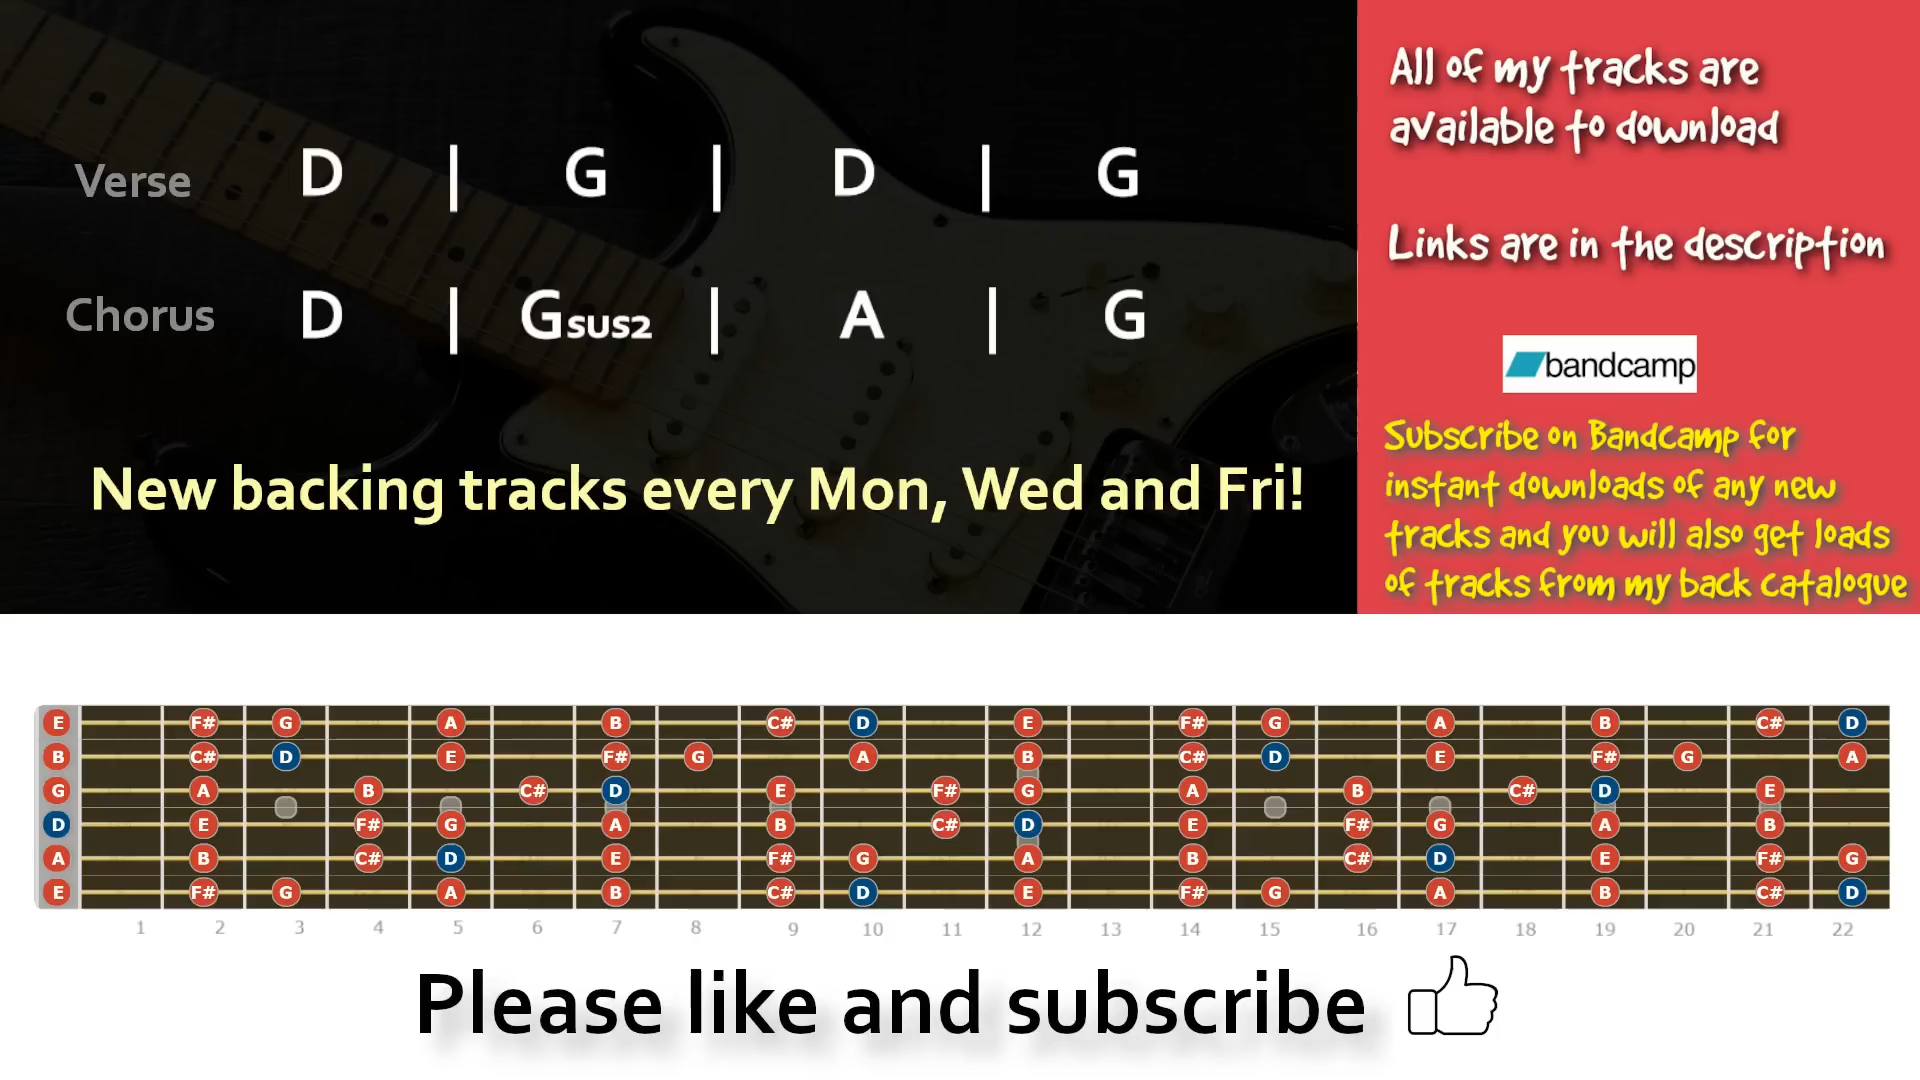 Verse D | G | D | G
Chorus D | Gsus2 | A | G
New backing tracks every Mon, Wed and Fri!
All of my tracks are
available to download
Links are in the description
bandcamp
Subscribe on Bandcamp for
instant downloads of any new
tracks and you will also get loads
of tracks from my back catalogue
E F# G A B C# D E F# G A B C# D
B C# D E F# G A B C# D E F# G A
G A B C# D E F# G A B C# D E
D E F# G A B C# D E F# G A B
A B C# D E F# G A B C# D E F# G
E F# G A B C# D E F# G A B C# D
1 2 3 4 5 6 7 8 9 10 11 12 13 14 15 16 17 18 19 20 21 22
Please like and subscribe